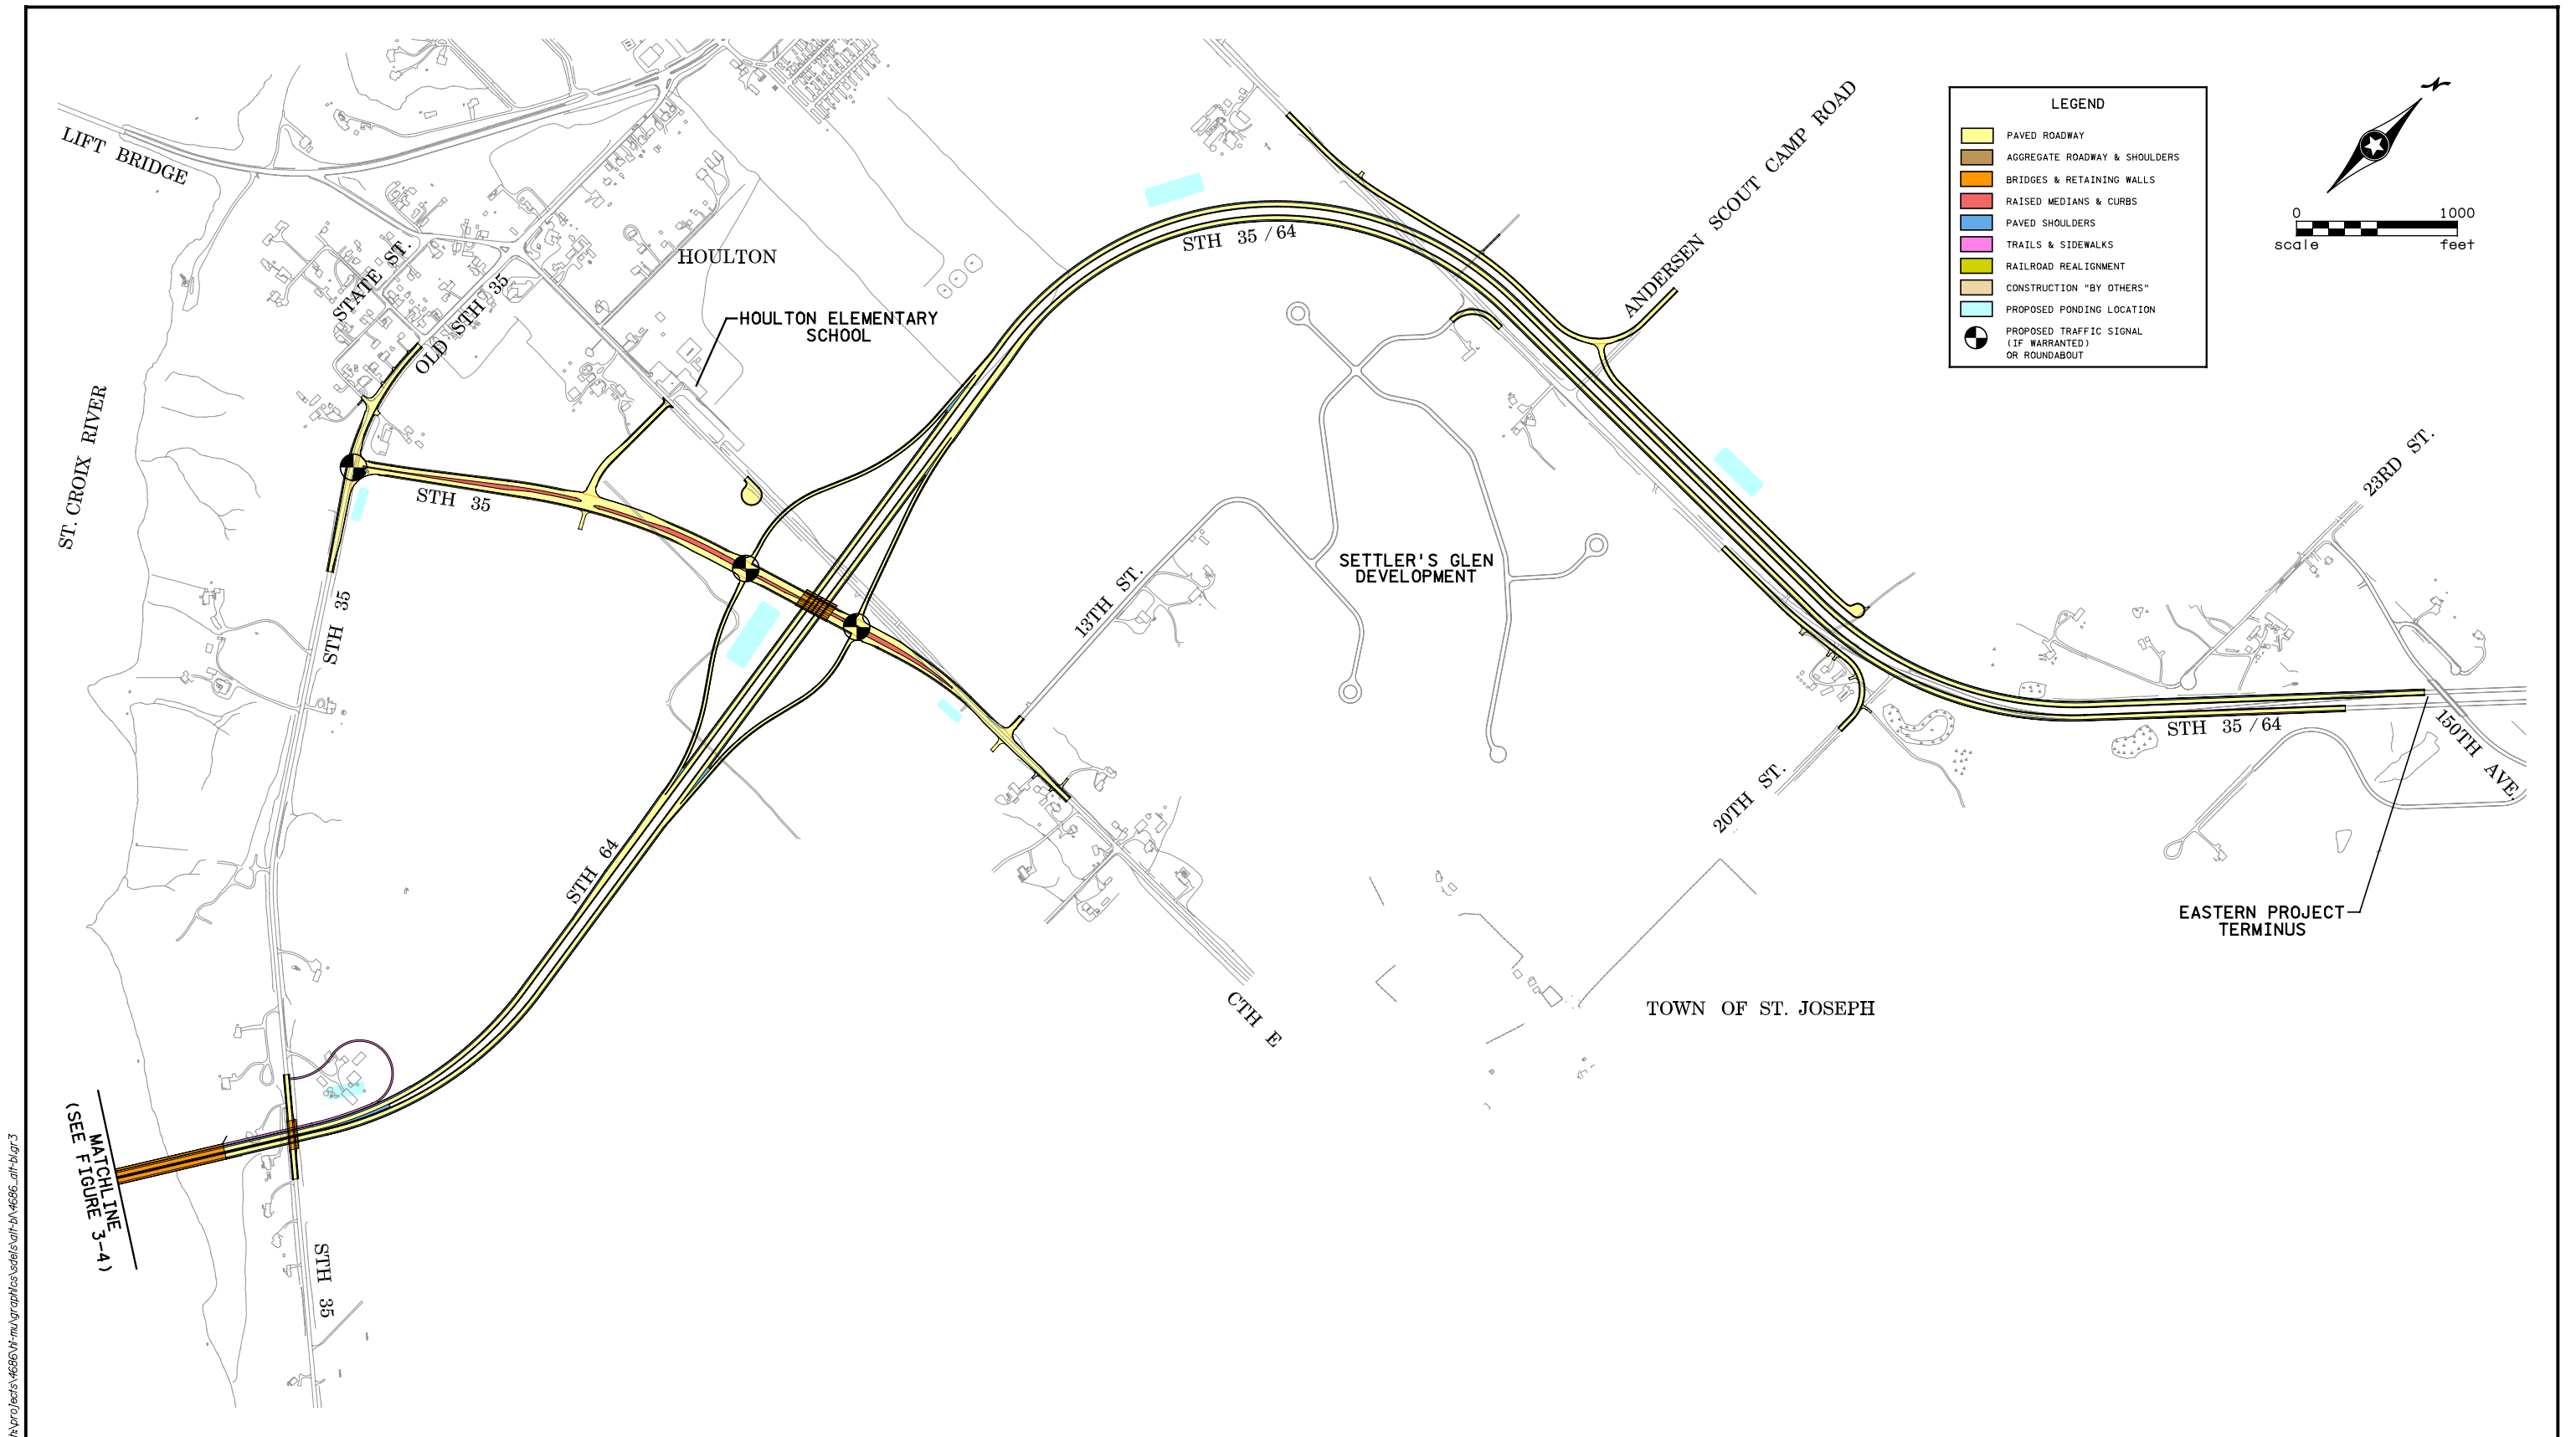 LIFT BRIDGE
STATE ST.
OLD STH 35
HOULTON
HOULTON ELEMENTARY
SCHOOL
ST. CROIX RIVER
STH 35
STH 35
STH 64
STH 35 / 64
ANDERSEN SCOUT CAMP ROAD
13TH ST.
SETTLER'S GLEN
DEVELOPMENT
23RD ST.
20TH ST.
STH 35 / 64
150TH AVE.
EASTERN PROJECT
TERMINUS
CTH E
TOWN OF ST. JOSEPH
MATCHLINE
(SEE FIGURE 3-4)
STH 35
LEGEND
PAVED ROADWAY
AGGREGATE ROADWAY & SHOULDERS
BRIDGES & RETAINING WALLS
RAISED MEDIANS & CURBS
PAVED SHOULDERS
TRAILS & SIDEWALKS
RAILROAD REALIGNMENT
CONSTRUCTION "BY OTHERS"
PROPOSED PONDING LOCATION
PROPOSED TRAFFIC SIGNAL
(IF WARRANTED)
OR ROUNDABOUT
N
0 1000
scale feet